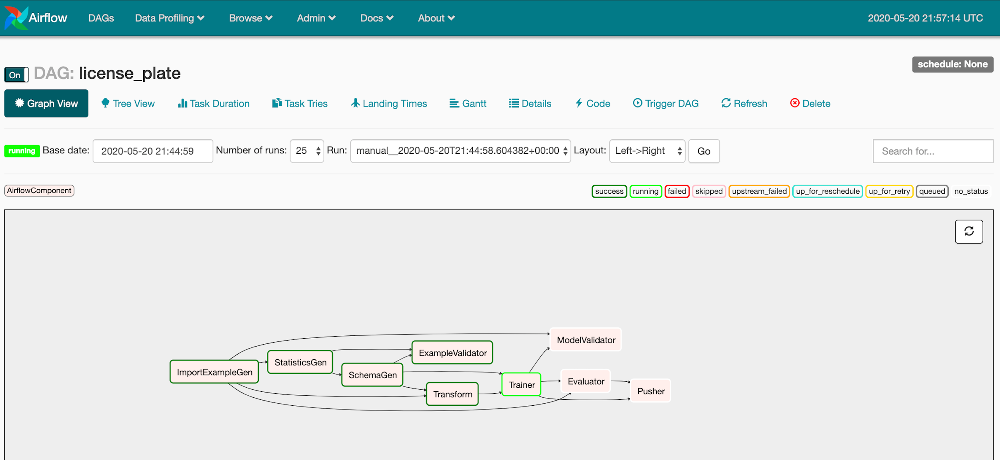 Airflow DAGs Data Profiling Browse Admin Docs About 2020-05-20 21:57:14 UTC
schedule: None
On DAG: license_plate
Graph View Tree View Task Duration Task Tries Landing Times Gantt Details Code Trigger DAG Refresh Delete
running Base date: 2020-05-20 21:44:59 Number of runs: 25 Run: manual__2020-05-20T21:44:58.604382+00:00 Layout: Left->Right Go Search for...
AirflowComponent success running failed skipped upstream_failed up_for_reschedule up_for_retry queued no_status
ModelValidator
ExampleValidator
StatisticsGen
ImportExampleGen
SchemaGen
Evaluator
Trainer
Pusher
Transform